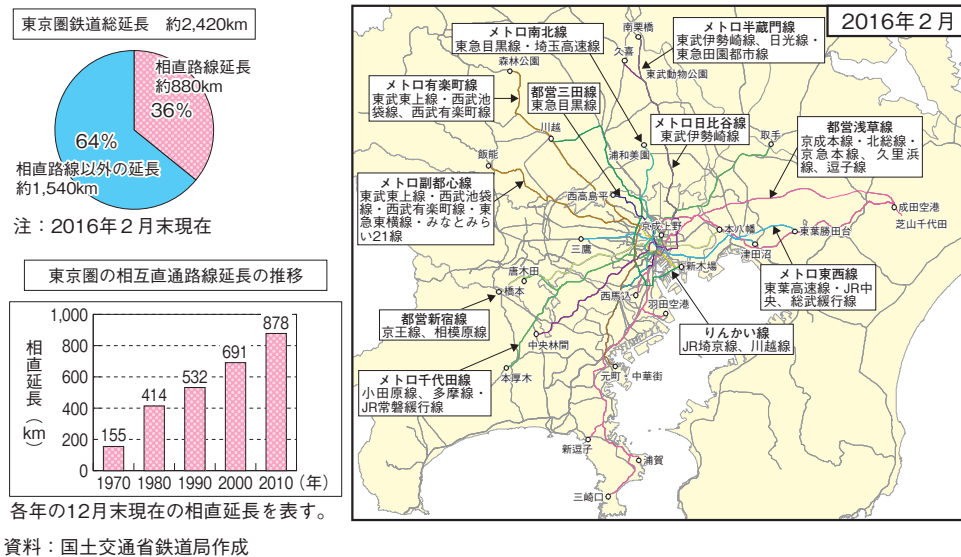 東京圏鉄道総延長 約2,420km
相直路線延長
約880km
36%
64%
相直路線以外の延長
約1,540km
注：2016年2月末現在
東京圏の相互直通路線延長の推移
相直延長（km）
1,000
800
600
400
200
0
155
414
532
691
878
1970 1980 1990 2000 2010 （年）
各年の12月末現在の相直延長を表す。
資料：国土交通省鉄道局作成
2016年2月
メトロ南北線
東急目黒線・埼玉高速線
メトロ半蔵門線
東武伊勢崎線、日光線・
東急田園都市線
メトロ有楽町線
東武東上線・西武池
袋線、西武有楽町線
都営三田線
東急目黒線
メトロ日比谷線
東武伊勢崎線
都営浅草線
京成本線・北総線・
京急本線、久里浜
線、逗子線
メトロ副都心線
東武東上線・西武池袋
線・西武有楽町線・東
急東横線・みなとみら
い21線
メトロ東西線
東葉高速線・JR中
央、総武緩行線
都営新宿線
京王線、相模原線
りんかい線
JR埼京線、川越線
メトロ千代田線
小田原線、多摩線・
JR常磐緩行線
南栗橋
久喜
東武動物公園
森林公園
川越
飯能
浦和美園
取手
西高島平
京成上野
三鷹
本八幡
東葉勝田台
成田空港
芝山千代田
津田沼
新木場
唐木田
橋本
西馬込
羽田空港
中央林間
本厚木
元町・中華街
新逗子
浦賀
三崎口